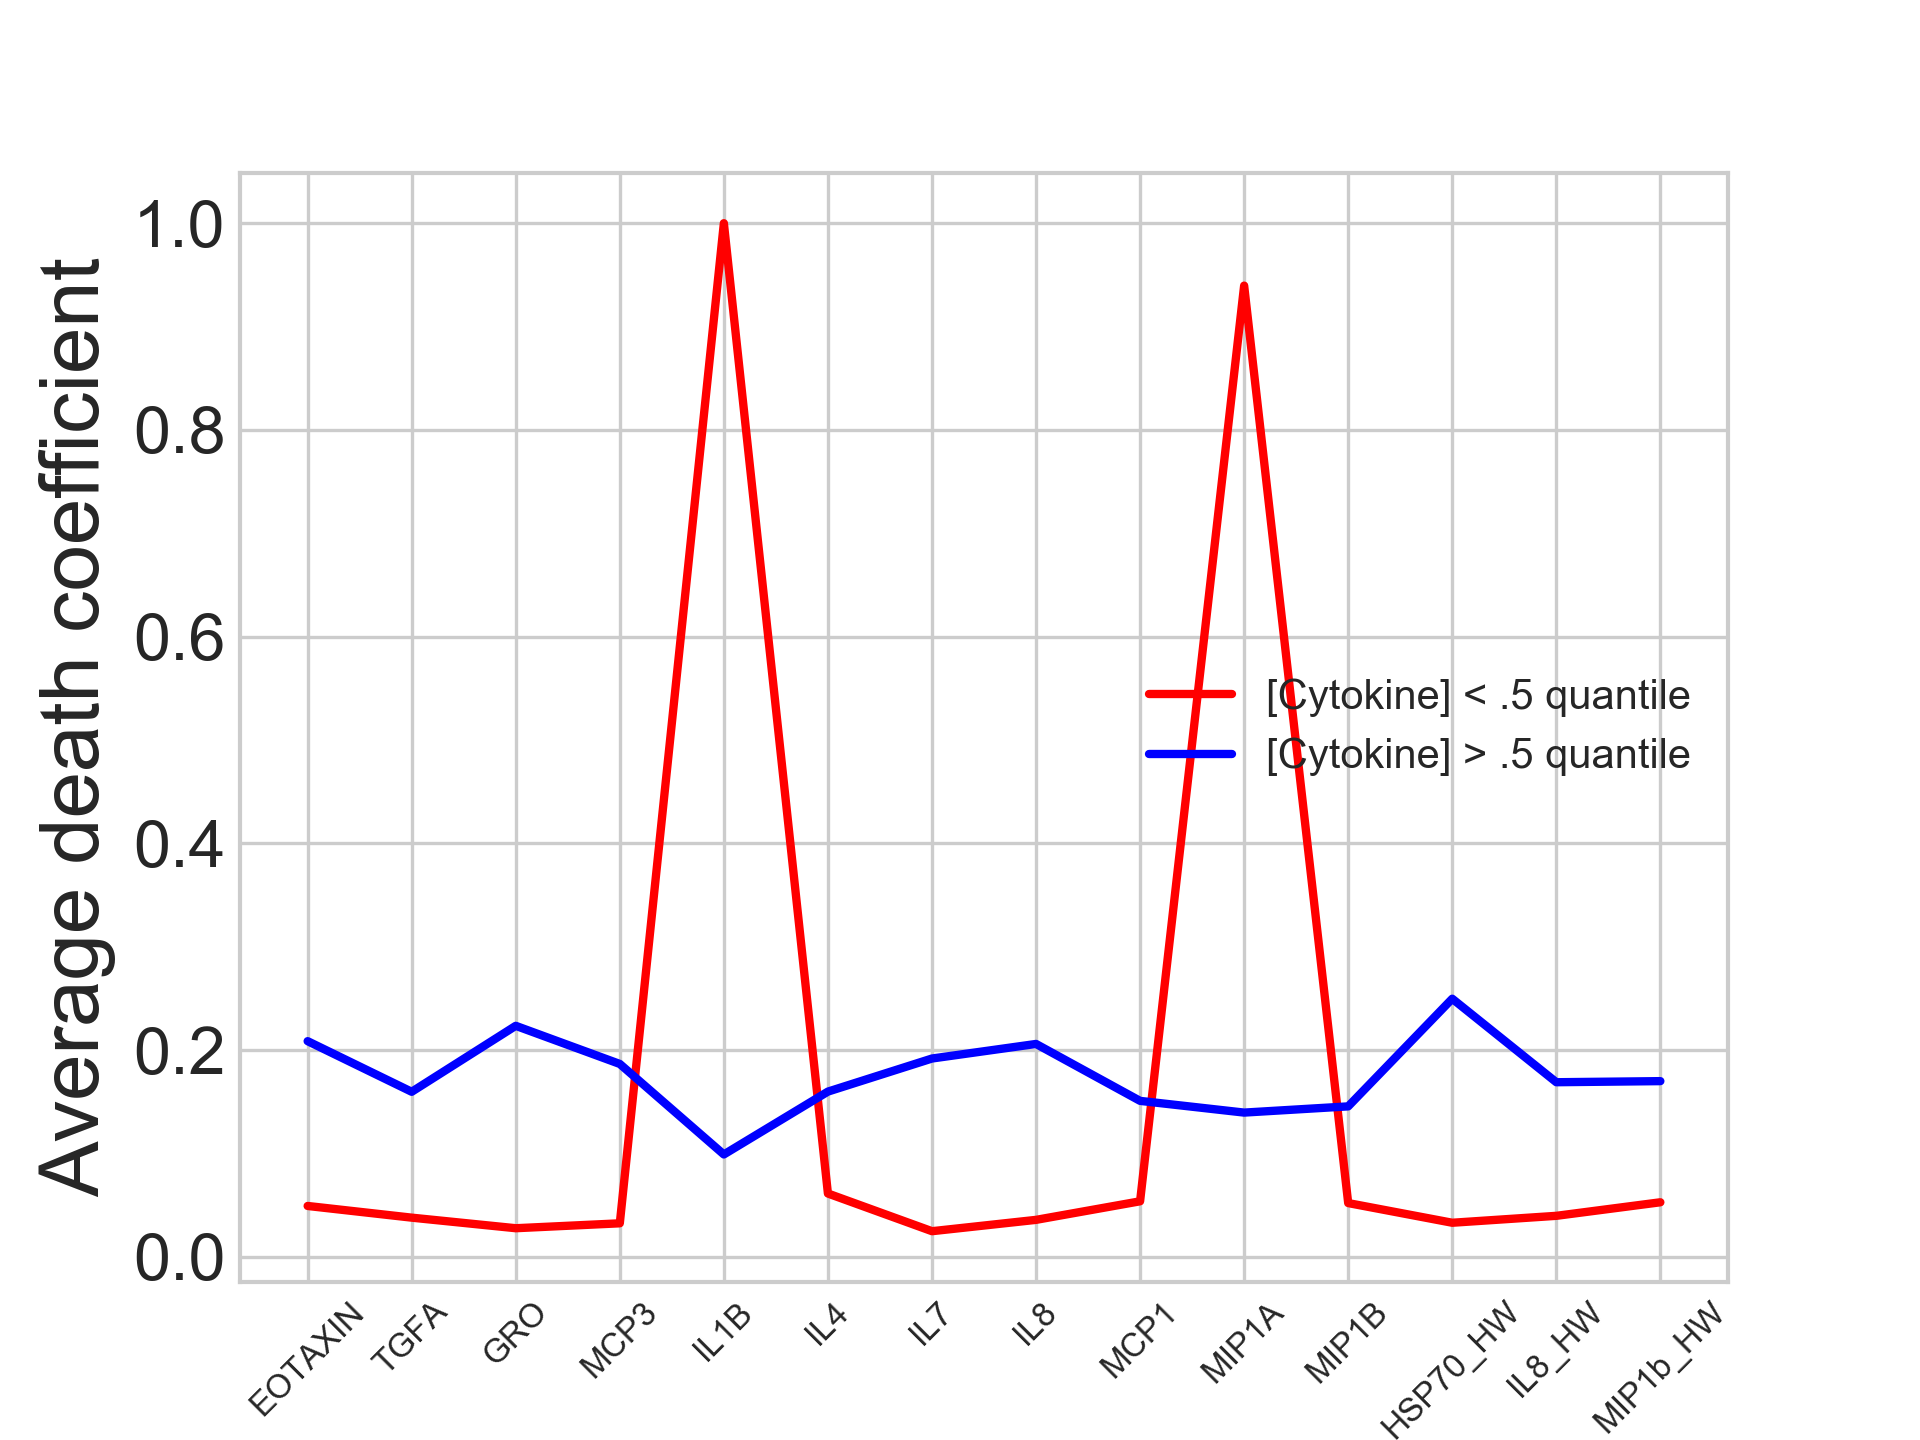 Average death coefficient
1.0
0.8
0.6
0.4
0.2
0.0
[Cytokine] < .5 quantile
[Cytokine] > .5 quantile
EOTAXIN
TGFA
GRO
MCP3
IL1B
IL4
IL7
IL8
MCP1
MIP1A
MIP1B
HSP70_HW
IL8_HW
MIP1b_HW